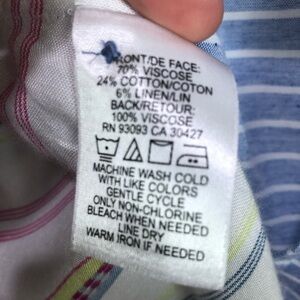 FRONT/DE FACE:
70% VISCOSE
24% COTTON/COTON
6% LINEN/LIN
BACK/RETOUR:
100% VISCOSE
RN 93093 CA 30427
MACHINE WASH COLD
WITH LIKE COLORS
GENTLE CYCLE
ONLY NON-CHLORINE
BLEACH WHEN NEEDED
LINE DRY
WARM IRON IF NEEDED